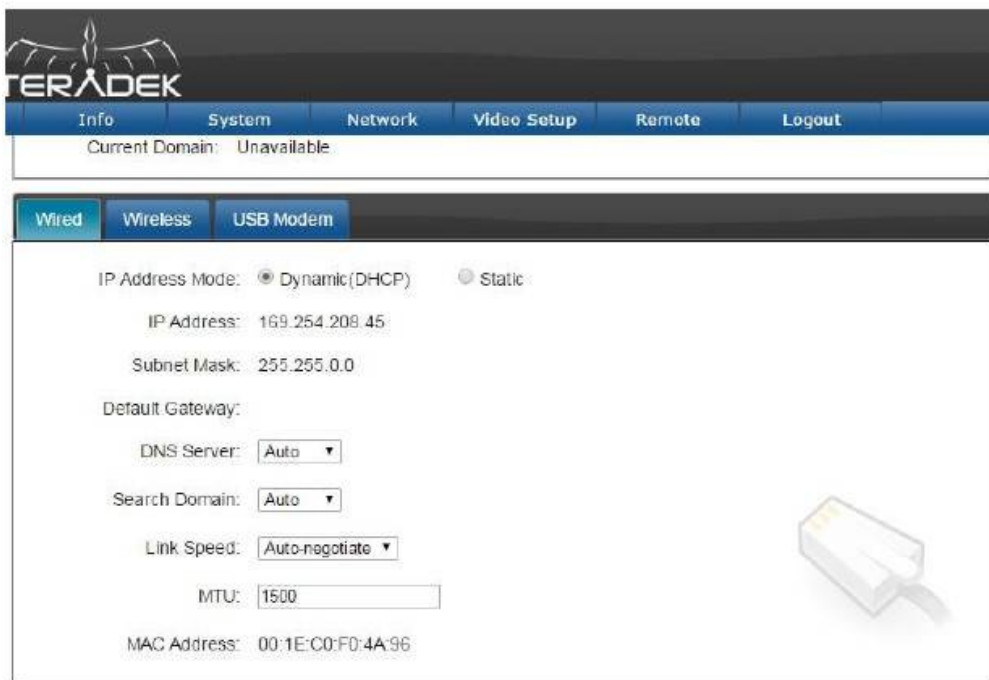 TERADEK
Info System Network Video Setup Remote Logout
Current Domain: Unavailable
Wired Wireless USB Modem
IP Address Mode: Dynamic(DHCP) Static
IP Address: 169.254.208.45
Subnet Mask: 255.255.0.0
Default Gateway:
DNS Server: Auto
Search Domain: Auto
Link Speed: Auto-negotiate
MTU: 1500
MAC Address: 00:1E:C0:F0:4A:96